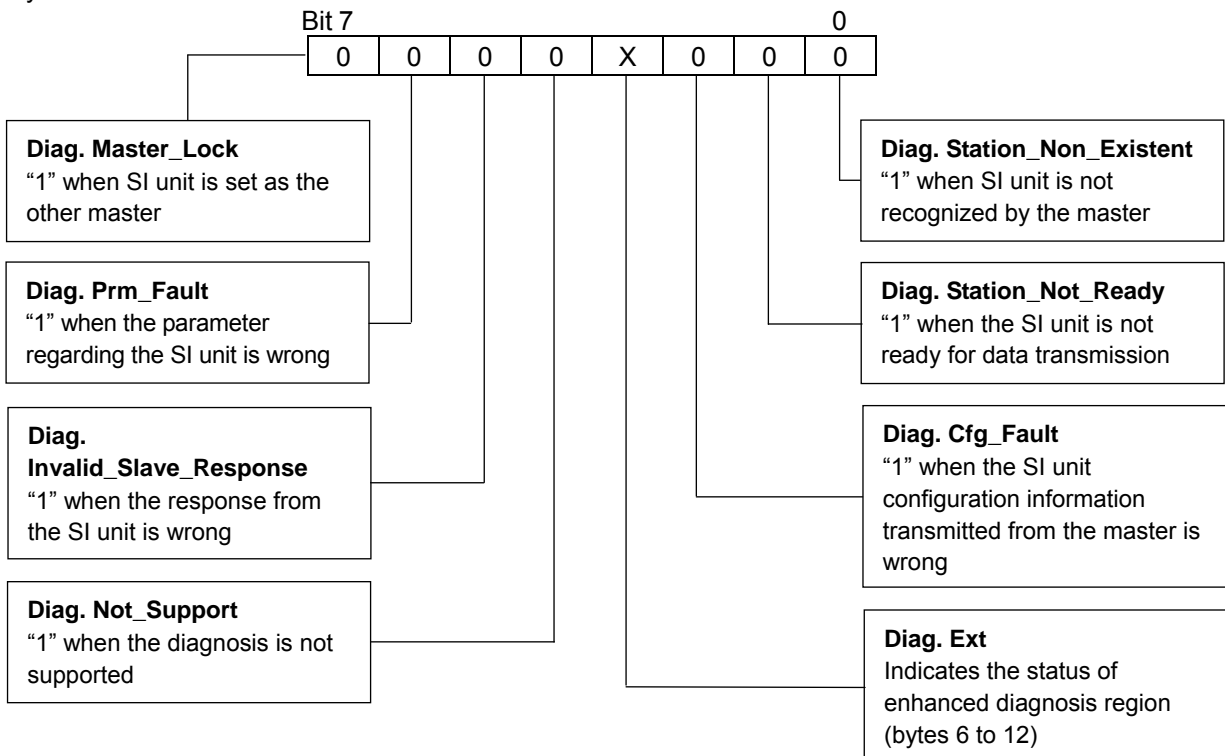 Bit 7 0
0 0 0 0 X 0 0 0
Diag. Master_Lock
“1” when SI unit is set as the
other master
Diag. Prm_Fault
“1” when the parameter
regarding the SI unit is wrong
Diag.
Invalid_Slave_Response
“1” when the response from
the SI unit is wrong
Diag. Not_Support
“1” when the diagnosis is not
supported
Diag. Station_Non_Existent
“1” when SI unit is not
recognized by the master
Diag. Station_Not_Ready
“1” when the SI unit is not
ready for data transmission
Diag. Cfg_Fault
“1” when the SI unit
configuration information
transmitted from the master is
wrong
Diag. Ext
Indicates the status of
enhanced diagnosis region
(bytes 6 to 12)